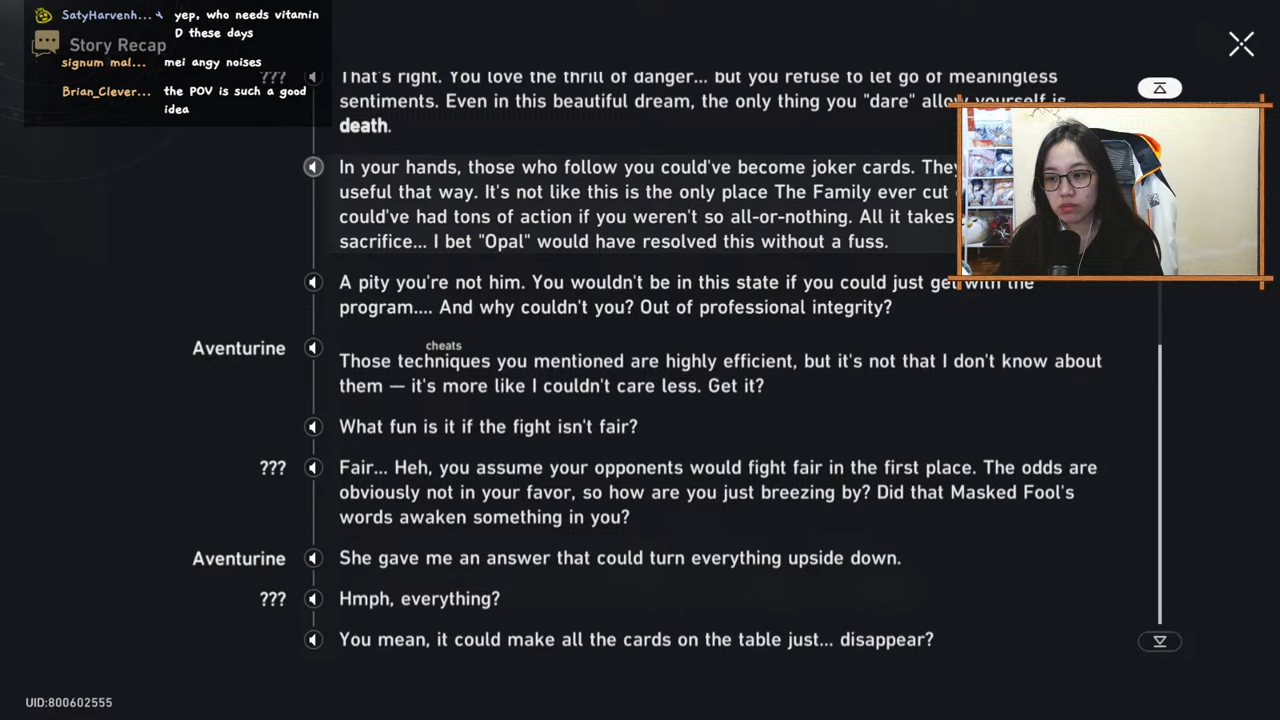 SatyHarvenh... yep, who needs vitamin
D these days
Story Recap
signum mal... mei angy noises
Brian_Clever... the POV is such a good
idea
??? That's right. You love the thrill of danger... but you refuse to let go of meaningless
sentiments. Even in this beautiful dream, the only thing you "dare" allow yourself is
death.
In your hands, those who follow you could've become joker cards. They
useful that way. It's not like this is the only place The Family ever cut
could've had tons of action if you weren't so all-or-nothing. All it takes
sacrifice... I bet "Opal" would have resolved this without a fuss.
A pity you're not him. You wouldn't be in this state if you could just get with the
program.... And why couldn't you? Out of professional integrity?
cheats
Aventurine Those techniques you mentioned are highly efficient, but it's not that I don't know about
them — it's more like I couldn't care less. Get it?
What fun is it if the fight isn't fair?
??? Fair... Heh, you assume your opponents would fight fair in the first place. The odds are
obviously not in your favor, so how are you just breezing by? Did that Masked Fool's
words awaken something in you?
Aventurine She gave me an answer that could turn everything upside down.
??? Hmph, everything?
You mean, it could make all the cards on the table just... disappear?
UID:800602555